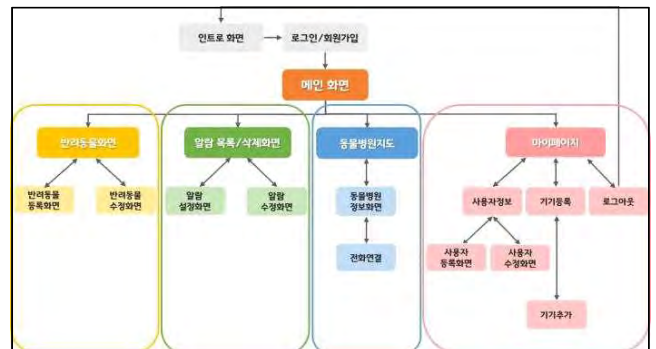 인트로 화면
로그인/회원가입
메인 화면
반려동물화면
알람 목록/삭제화면
동물병원지도
마이페이지
반려동물
등록화면
반려동물
수정화면
알람
설정화면
알람
수정화면
동물병원
정보화면
사용자정보
기기등록
로그아웃
전화연결
사용자
등록화면
사용자
수정화면
기기추가